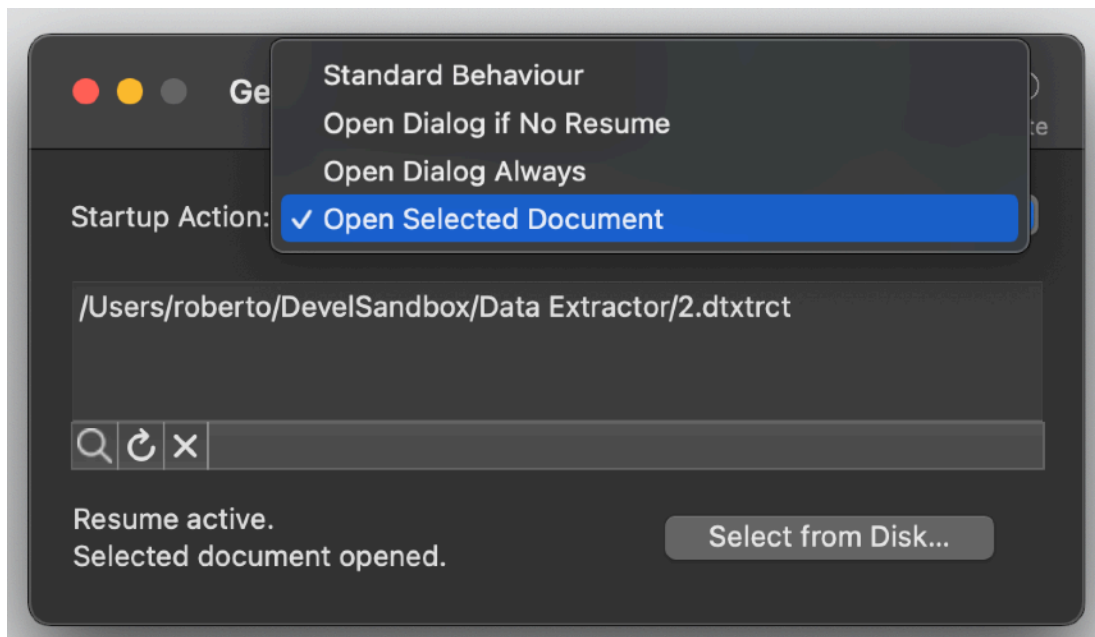 Standard Behaviour
Open Dialog if No Resume
Open Dialog Always
Startup Action: ✓ Open Selected Document
/Users/roberto/DevelSandbox/Data Extractor/2.dtxtrct
Resume active.
Selected document opened.
Select from Disk...